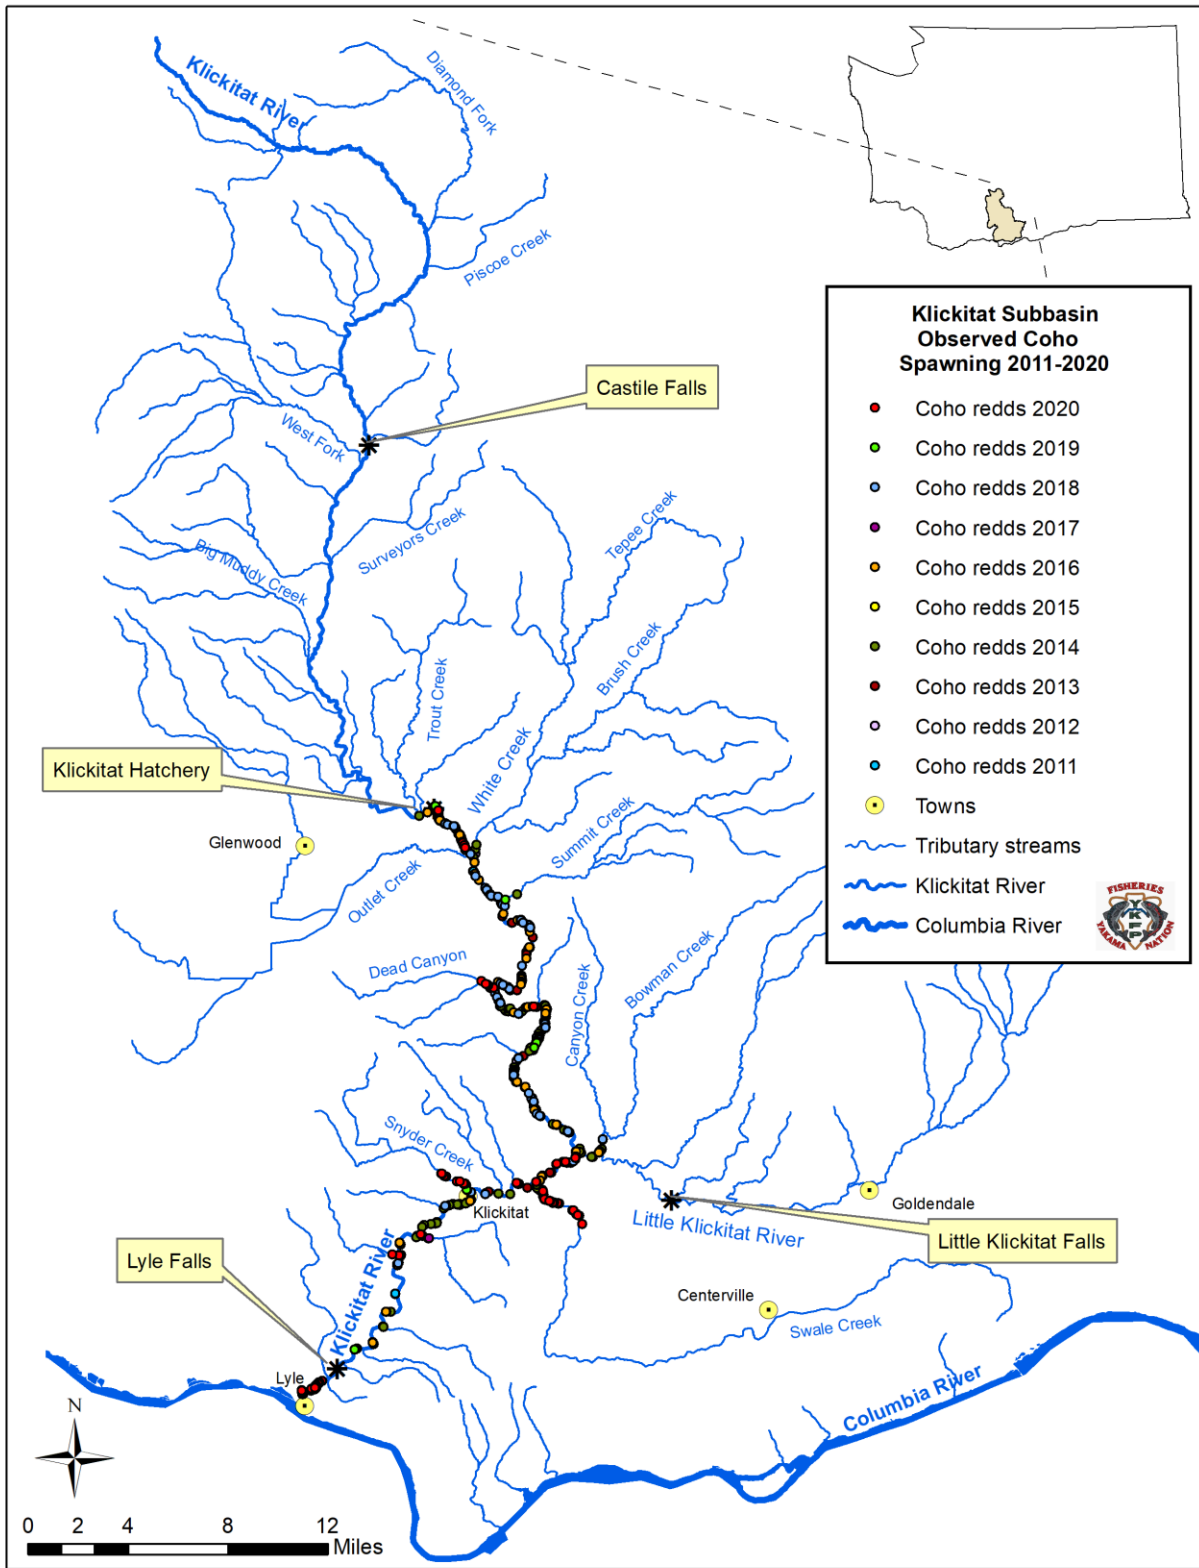 Klickitat River
Diamond Fork
Piscoe Creek
Klickitat Subbasin
Observed Coho
Spawning 2011-2020
Coho redds 2020
Coho redds 2019
Coho redds 2018
Coho redds 2017
Coho redds 2016
Coho redds 2015
Coho redds 2014
Coho redds 2013
Coho redds 2012
Coho redds 2011
Towns
Tributary streams
Klickitat River
Columbia River
FISHERIES
YKFP
YAKAMA NATION
Castile Falls
West Fork
Surveyors Creek
Tepee Creek
Big Muddy Creek
Brush Creek
Trout Creek
Klickitat Hatchery
White Creek
Glenwood
Summit Creek
Outlet Creek
Dead Canyon
Canyon Creek
Bowman Creek
Snyder Creek
Klickitat
Goldendale
Little Klickitat River
Little Klickitat Falls
Lyle Falls
Klickitat River
Centerville
Swale Creek
Lyle
Columbia River
N
0 2 4 8 12
Miles